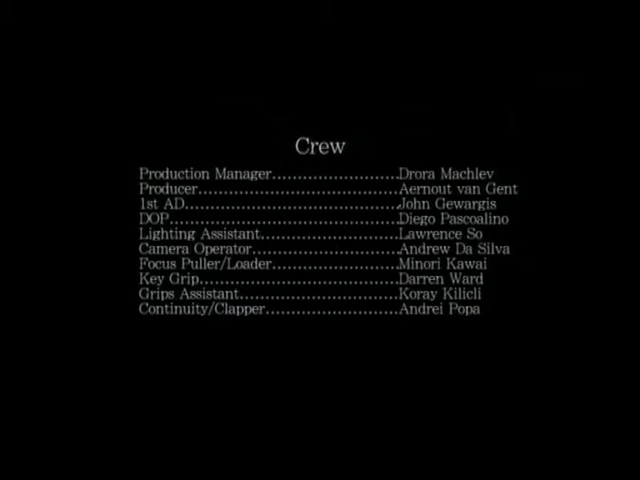 Crew
Production Manager........................Drora Machlev
Producer......................................Aernout van Gent
1st AD........................................John Gewargis
DOP...........................................Diego Pascoalino
Lighting Assistant..........................Lawrence So
Camera Operator............................Andrew Da Silva
Focus Puller/Loader........................Minori Kawai
Key Grip......................................Darren Ward
Grips Assistant..............................Koray Kilicli
Continuity/Clapper.........................Andrei Popa